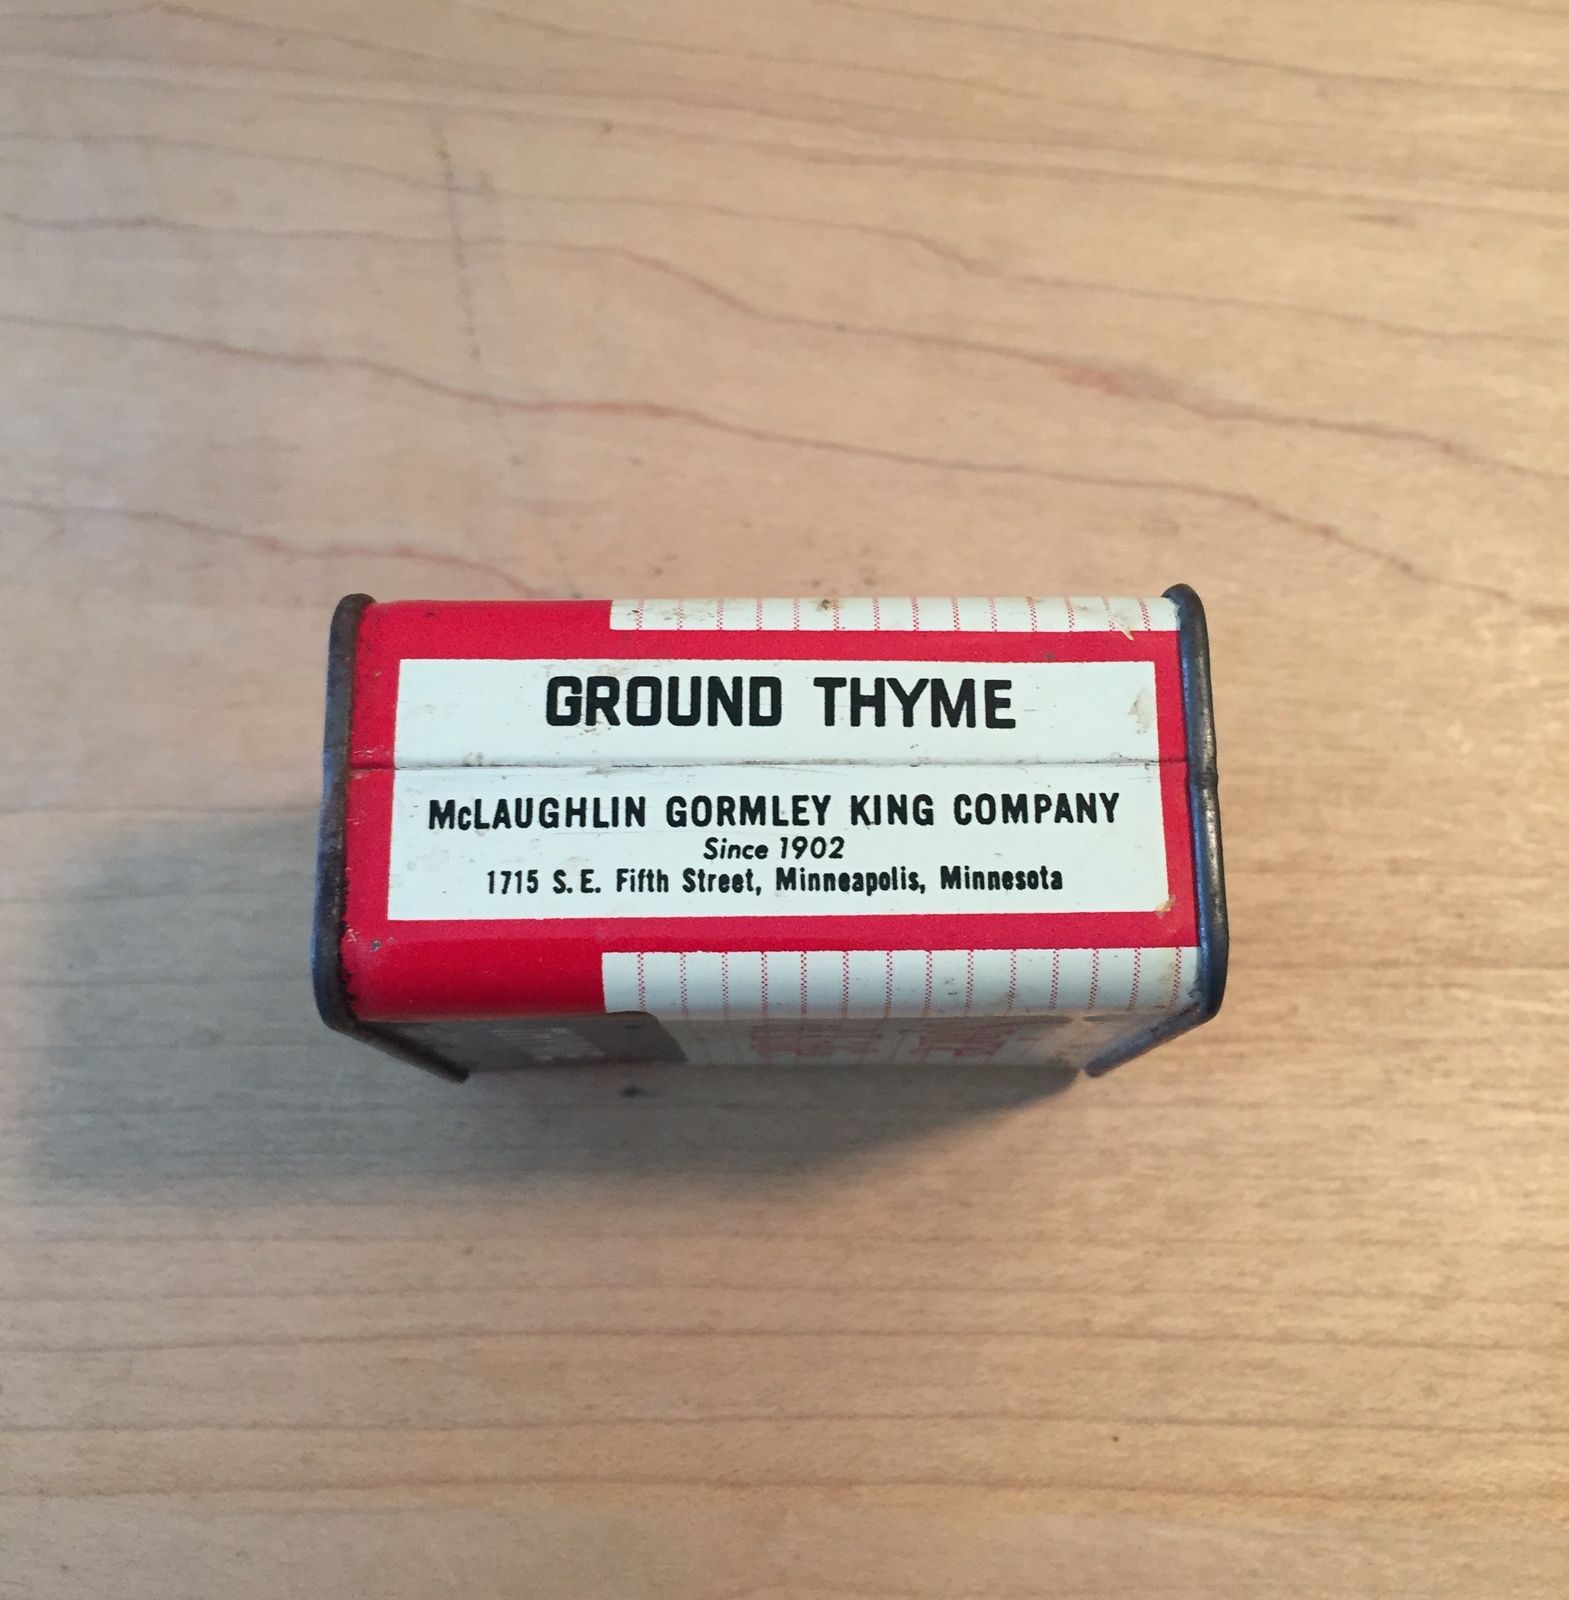 GROUND THYME
McLAUGHLIN GORMLEY KING COMPANY
Since 1902
1715 S.E. Fifth Street, Minneapolis, Minnesota